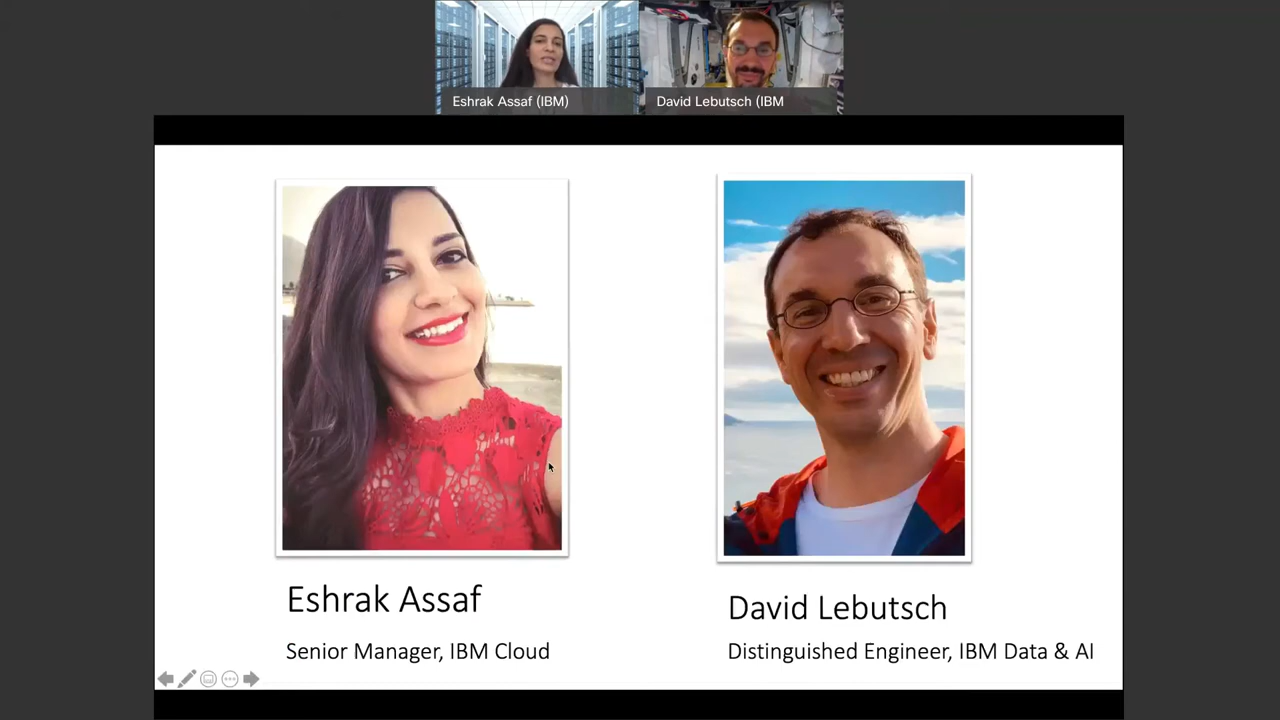 Eshrak Assaf (IBM)
David Lebutsch (IBM
Eshrak Assaf
Senior Manager, IBM Cloud
David Lebutsch
Distinguished Engineer, IBM Data & AI